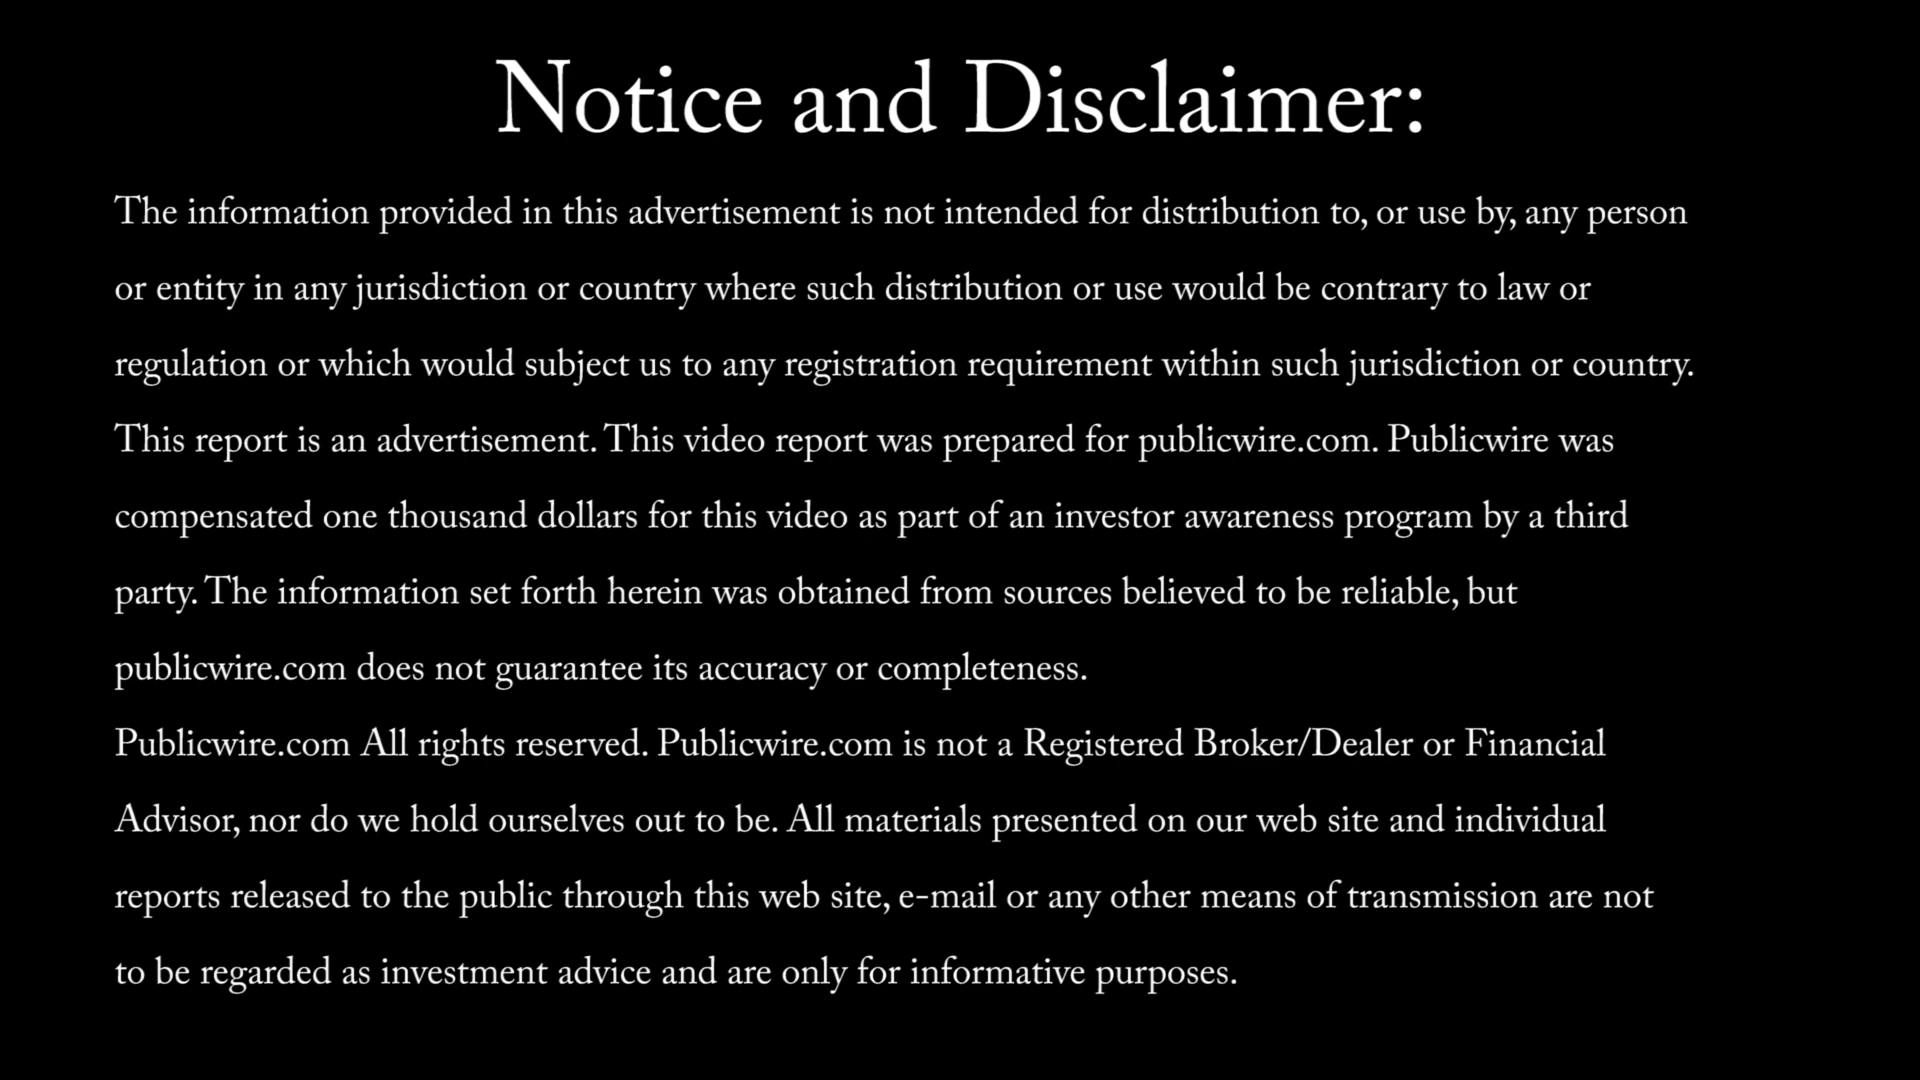 Notice and Disclaimer:
The information provided in this advertisement is not intended for distribution to, or use by, any person
or entity in any jurisdiction or country where such distribution or use would be contrary to law or
regulation or which would subject us to any registration requirement within such jurisdiction or country.
This report is an advertisement. This video report was prepared for publicwire.com. Publicwire was
compensated one thousand dollars for this video as part of an investor awareness program by a third
party. The information set forth herein was obtained from sources believed to be reliable, but
publicwire.com does not guarantee its accuracy or completeness.
Publicwire.com All rights reserved. Publicwire.com is not a Registered Broker/Dealer or Financial
Advisor, nor do we hold ourselves out to be. All materials presented on our web site and individual
reports released to the public through this web site, e-mail or any other means of transmission are not
to be regarded as investment advice and are only for informative purposes.